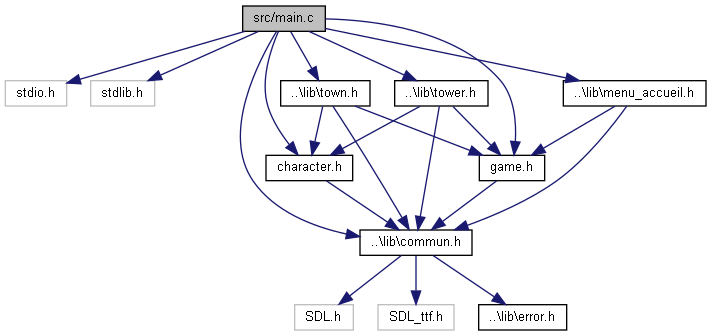 src/main.c
stdio.h
stdlib.h
..\lib\town.h
..\lib\tower.h
..\lib\menu_accueil.h
character.h
game.h
..\lib\commun.h
SDL.h
SDL_ttf.h
..\lib\error.h